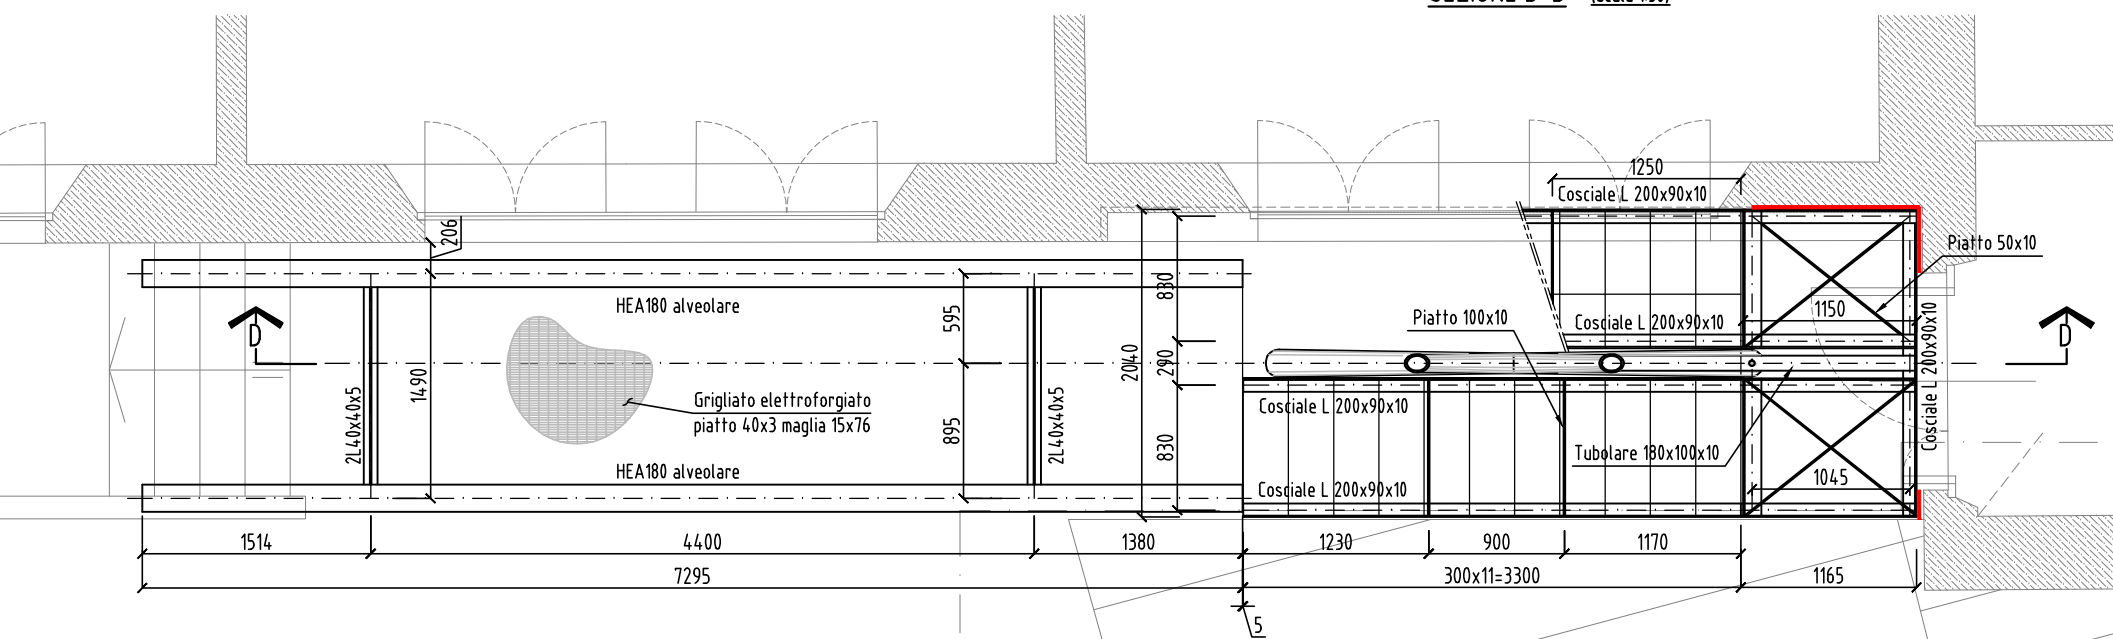 1250
Cosciale L 200x90x10
206
Piatto 50x10
HEA180 alveolare
595
830
Piatto 100x10
Cosciale L 200x90x10
1150
D
D
2040
290
1490
2L40x40x5
Grigliato elettroforgiato
piatto 40x3 maglia 15x76
895
2L40x40x5
830
Cosciale L 200x90x10
Cosciale L 200x90x10
Tubolare 180x100x10
HEA180 alveolare
Cosciale L 200x90x10
1045
1514
4400
1380
1230
900
1170
7295
300x11=3300
1165
5